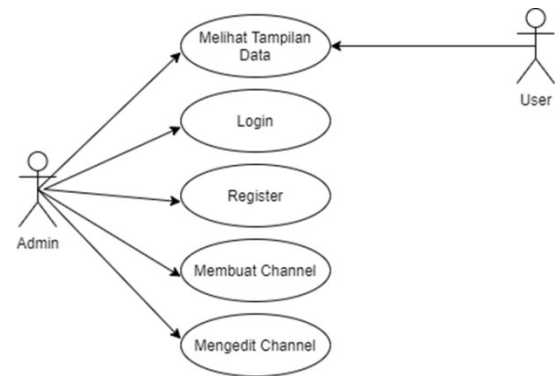 Melihat Tampilan
Data
User
Login
Register
Admin
Membuat Channel
Mengedit Channel